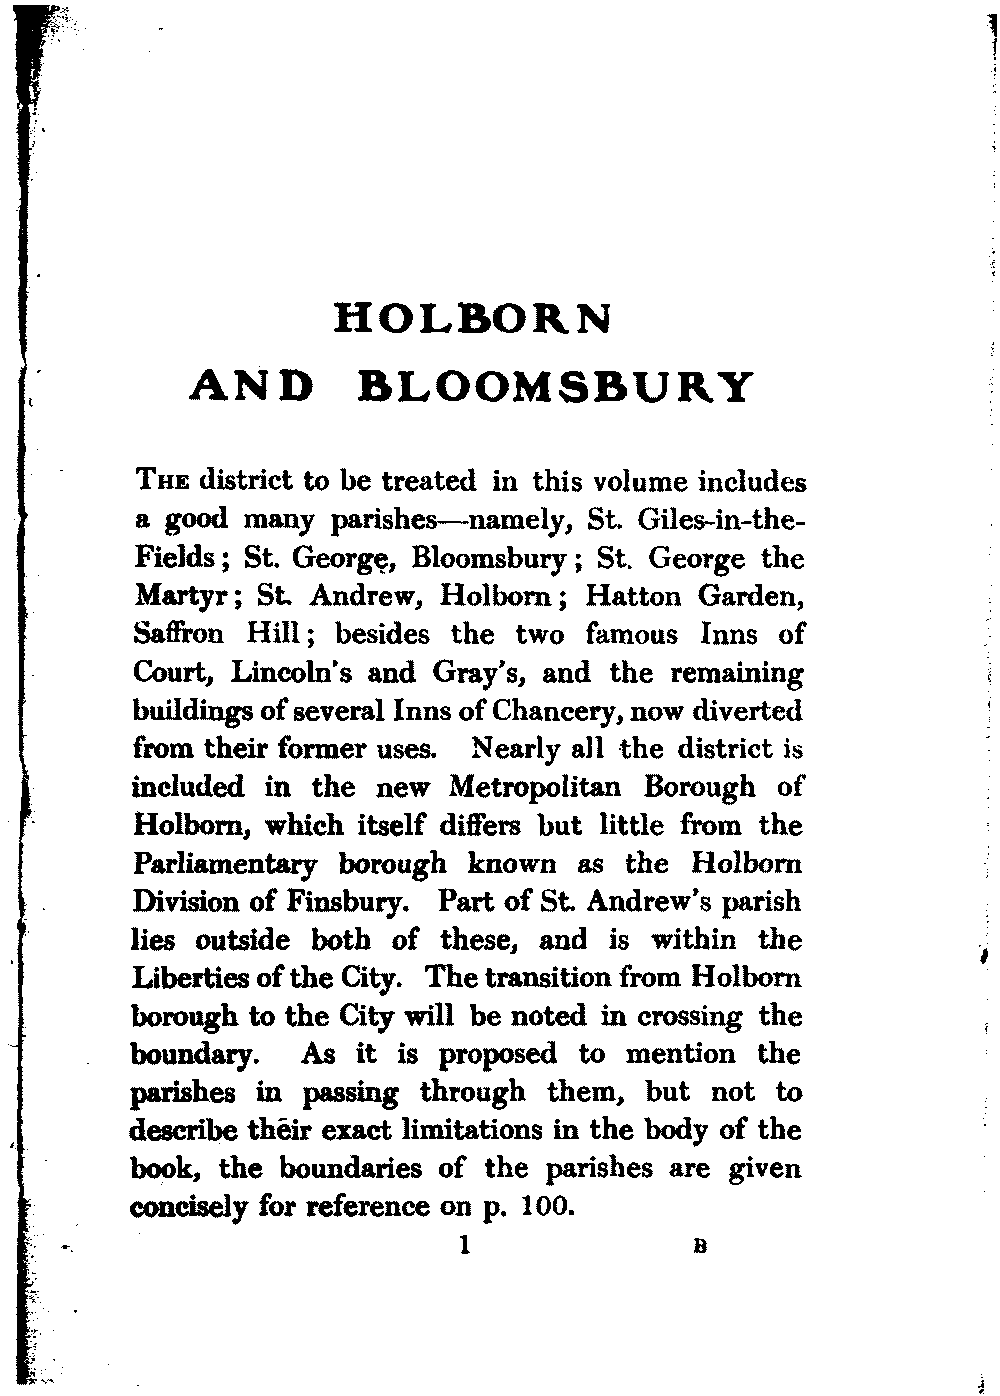 HOLBORN
AND BLOOMSBURY
THE district to be treated in this volume includes
a good many parishes—namely, St. Giles-in-the-
Fields; St. George, Bloomsbury; St. George the
Martyr; St. Andrew, Holborn; Hatton Garden,
Saffron Hill; besides the two famous Inns of
Court, Lincoln's and Gray's, and the remaining
buildings of several Inns of Chancery, now diverted
from their former uses. Nearly all the district is
included in the new Metropolitan Borough of
Holborn, which itself differs but little from the
Parliamentary borough known as the Holborn
Division of Finsbury. Part of St. Andrew's parish
lies outside both of these, and is within the
Liberties of the City. The transition from Holborn
borough to the City will be noted in crossing the
boundary. As it is proposed to mention the
parishes in passing through them, but not to
describe their exact limitations in the body of the
book, the boundaries of the parishes are given
concisely for reference on p. 100.
1 B